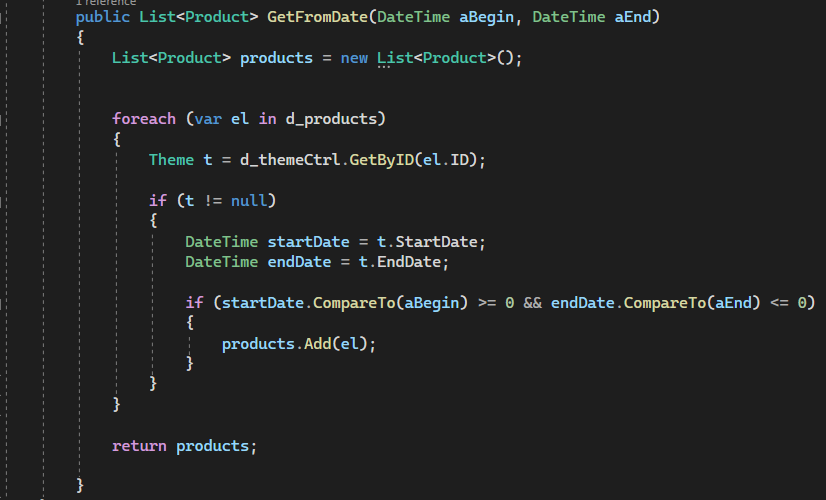 1 reference
public List<Product> GetFromDate(DateTime aBegin, DateTime aEnd)
{
List<Product> products = new List<Product>();
foreach (var el in d_products)
{
Theme t = d_themeCtrl.GetByID(el.ID);
if (t != null)
{
DateTime startDate = t.StartDate;
DateTime endDate = t.EndDate;
if (startDate.CompareTo(aBegin) >= 0 && endDate.CompareTo(aEnd) <= 0)
{
products.Add(el);
}
}
}
return products;
}